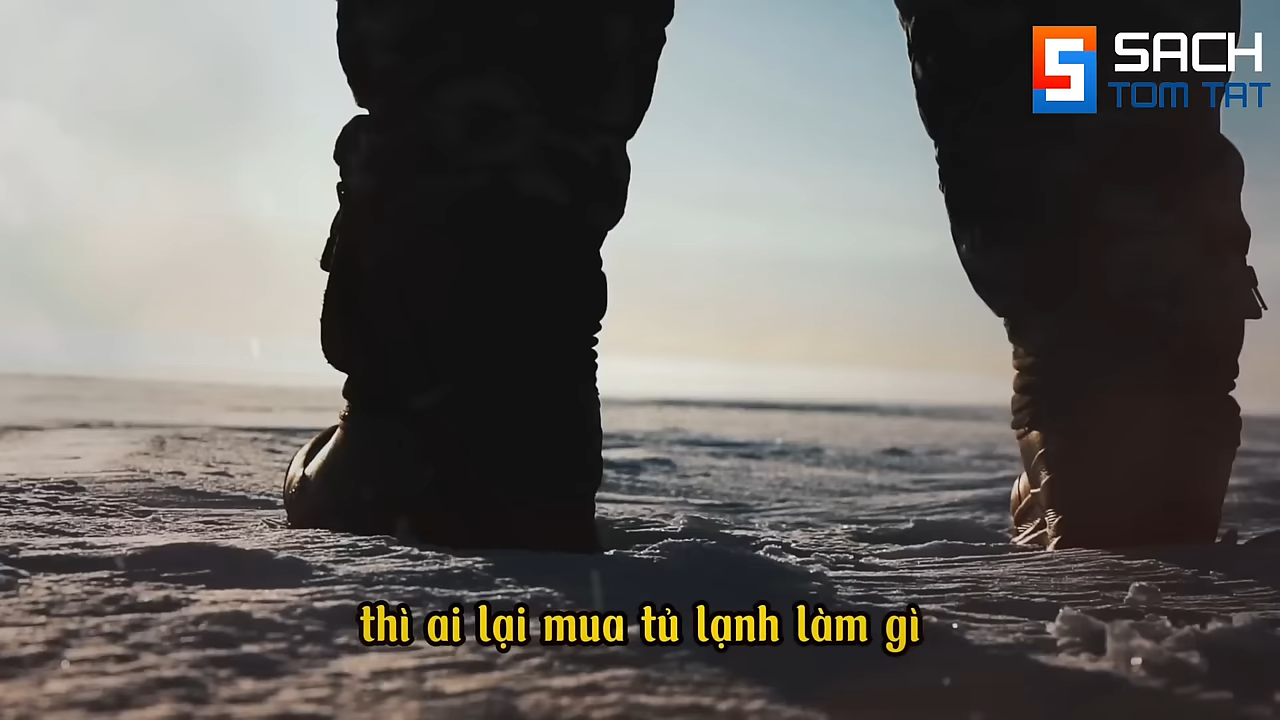 SACH
TOM TAT
thì ai lại mua tủ lạnh làm gì